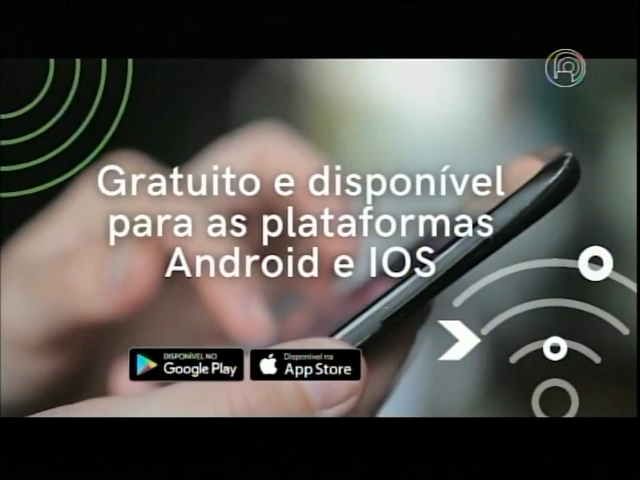 Gratuito e disponível
para as plataformas
Android e IOS
DISPONÍVEL NO
Google Play
Disponível na
App Store